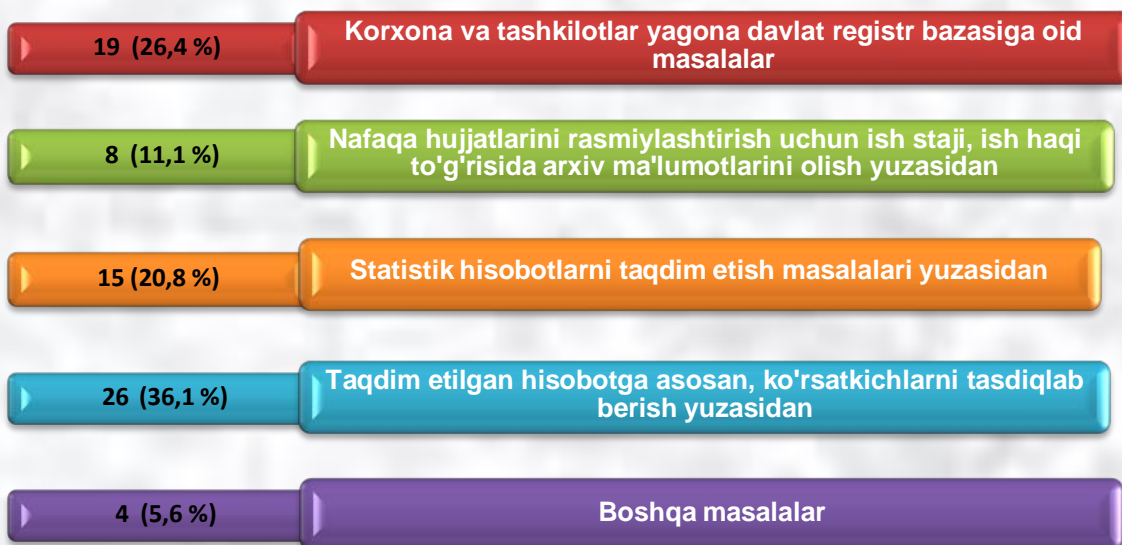 19 (26,4 %)
Korxona va tashkilotlar yagona davlat registr bazasiga oid
masalalar
8 (11,1 %)
Nafaqa hujjatlarini rasmiylashtirish uchun ish staji, ish haqi
to'g'risida arxiv ma'lumotlarini olish yuzasidan
15 (20,8 %)
Statistik hisobotlarni taqdim etish masalalari yuzasidan
26 (36,1 %)
Taqdim etilgan hisobotga asosan, ko'rsatkichlarni tasdiqlab
berish yuzasidan
4 (5,6 %)
Boshqa masalalar